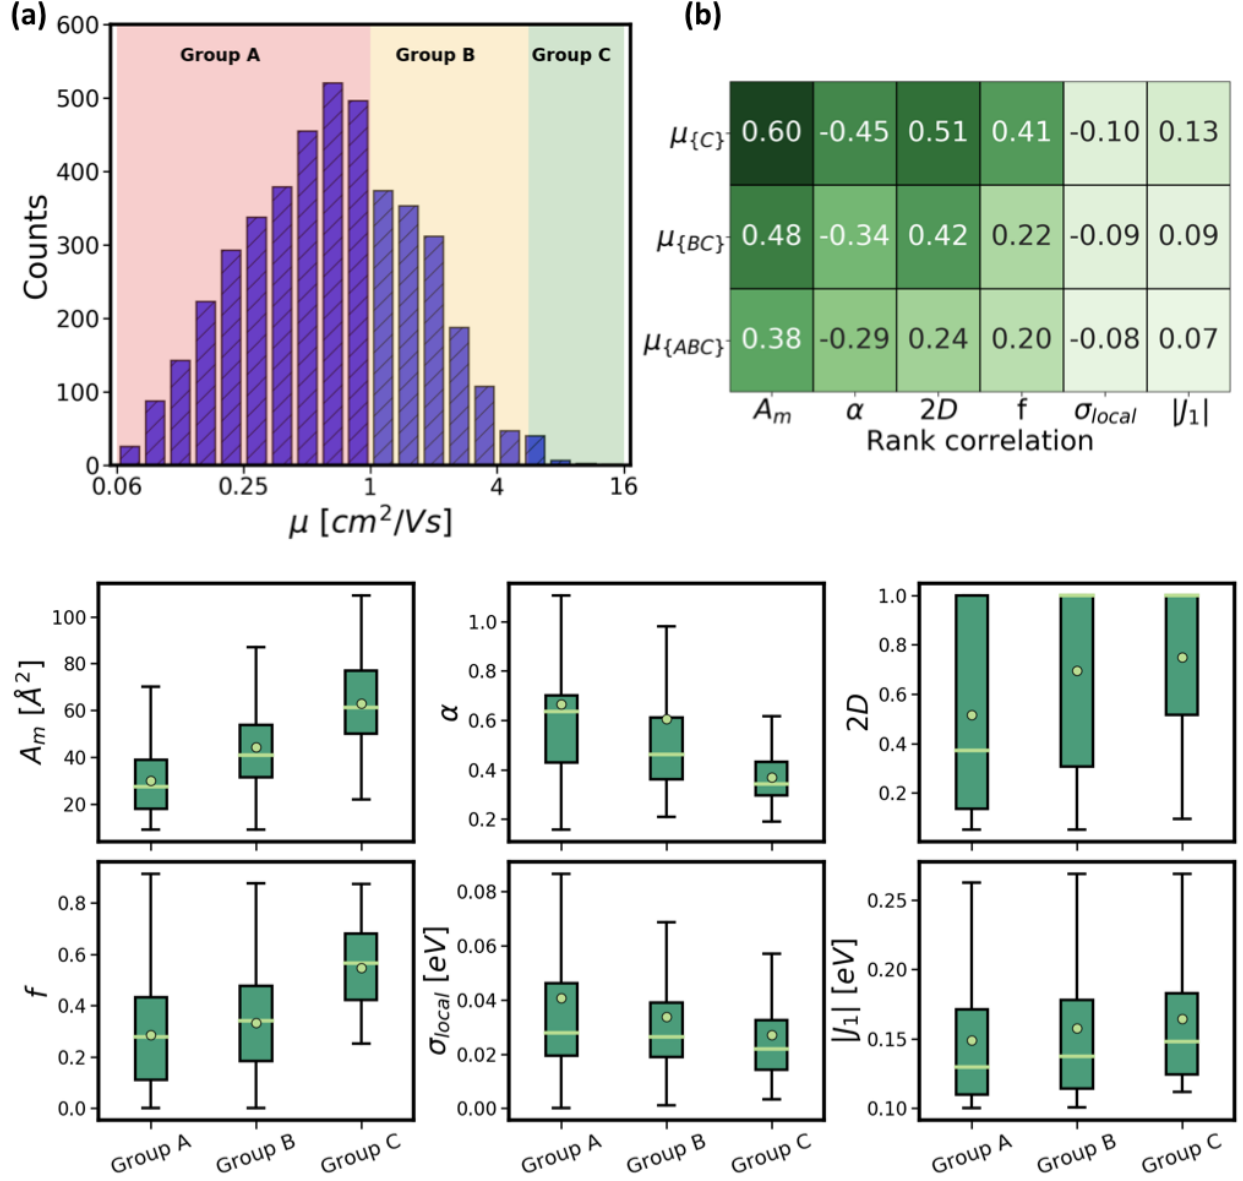 (a)
600
500
400
300
200
100
0
Counts
Group A
Group B
Group C
0.06
0.25
1
4
16
μ [cm²/Vs]
(b)
μ{C} 0.60 -0.45 0.51 0.41 -0.10 0.13
μ{BC} 0.48 -0.34 0.42 0.22 -0.09 0.09
μ{ABC} 0.38 -0.29 0.24 0.20 -0.08 0.07
Aₘ α 2D f σlocal |J₁|
Rank correlation
Aₘ [Å²]
100
80
60
40
20
α
1.0
0.8
0.6
0.4
0.2
2D
1.0
0.8
0.6
0.4
0.2
f
0.8
0.6
0.4
0.2
0.0
Group A
Group B
Group C
σlocal [eV]
0.08
0.06
0.04
0.02
0.00
Group A
Group B
Group C
|J₁| [eV]
0.25
0.20
0.15
0.10
Group A
Group B
Group C